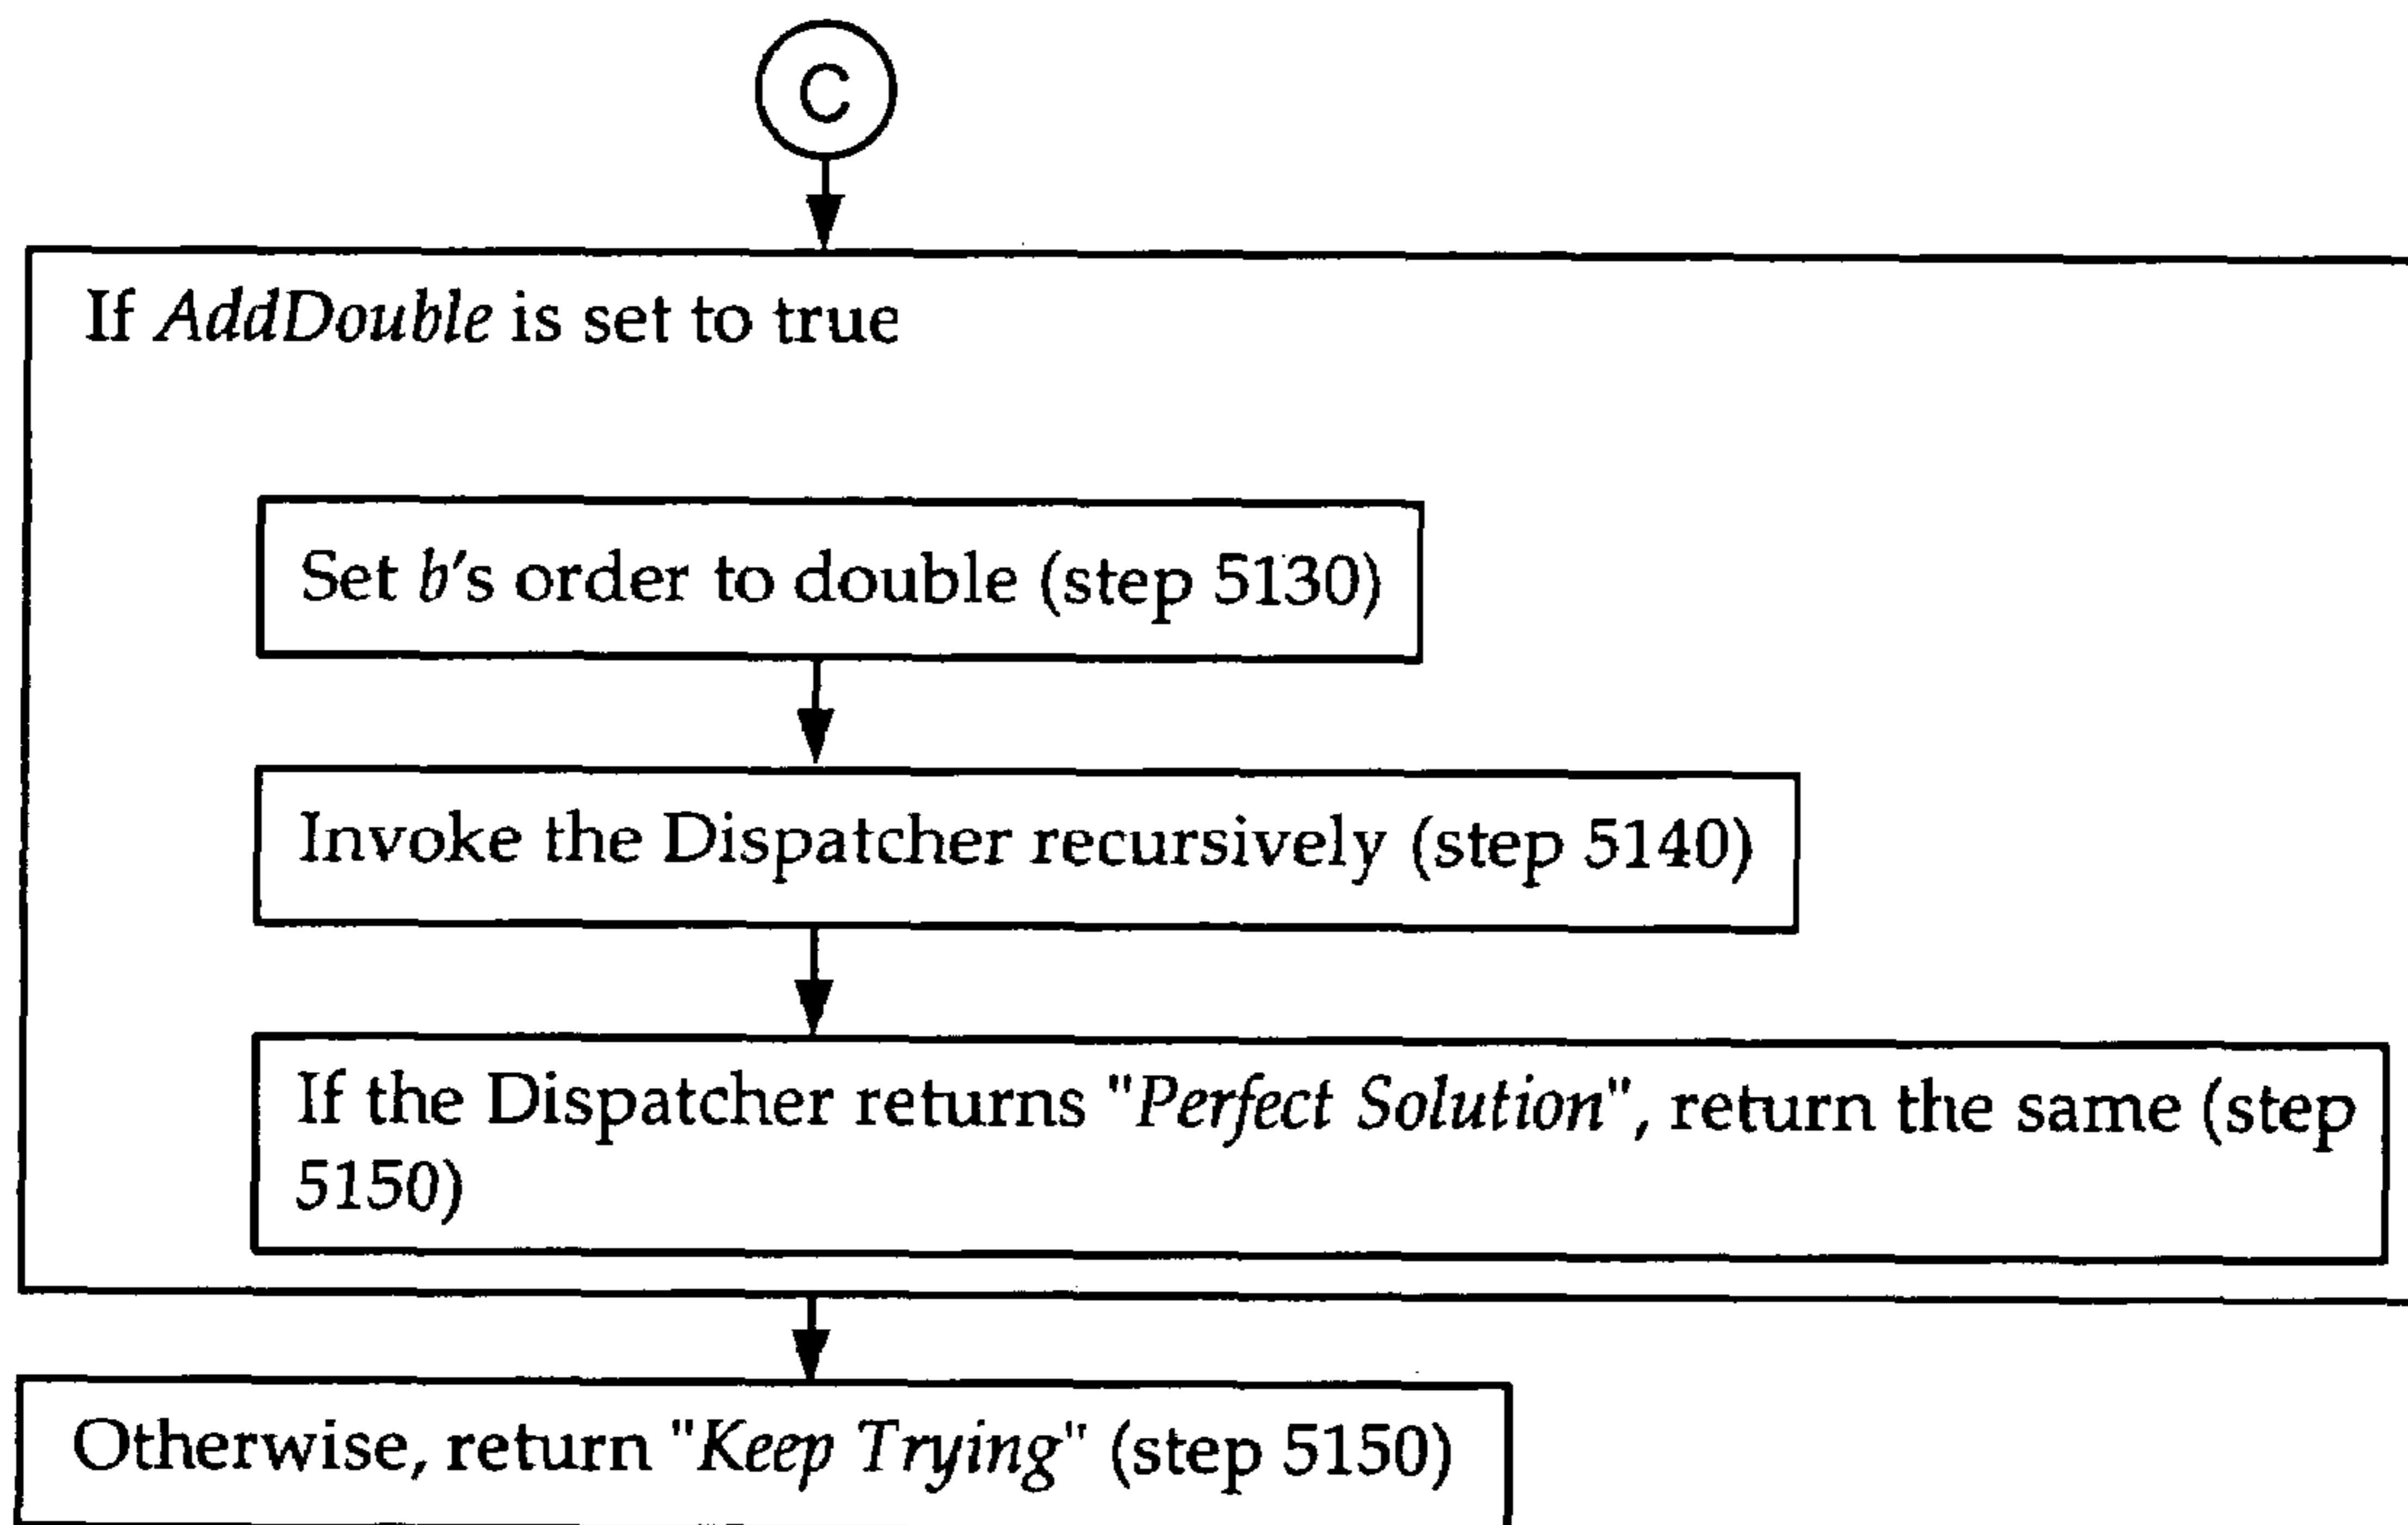 C
If AddDouble is set to true
Set b's order to double (step 5130)
Invoke the Dispatcher recursively (step 5140)
If the Dispatcher returns "Perfect Solution", return the same (step
5150)
Otherwise, return "Keep Trying" (step 5150)